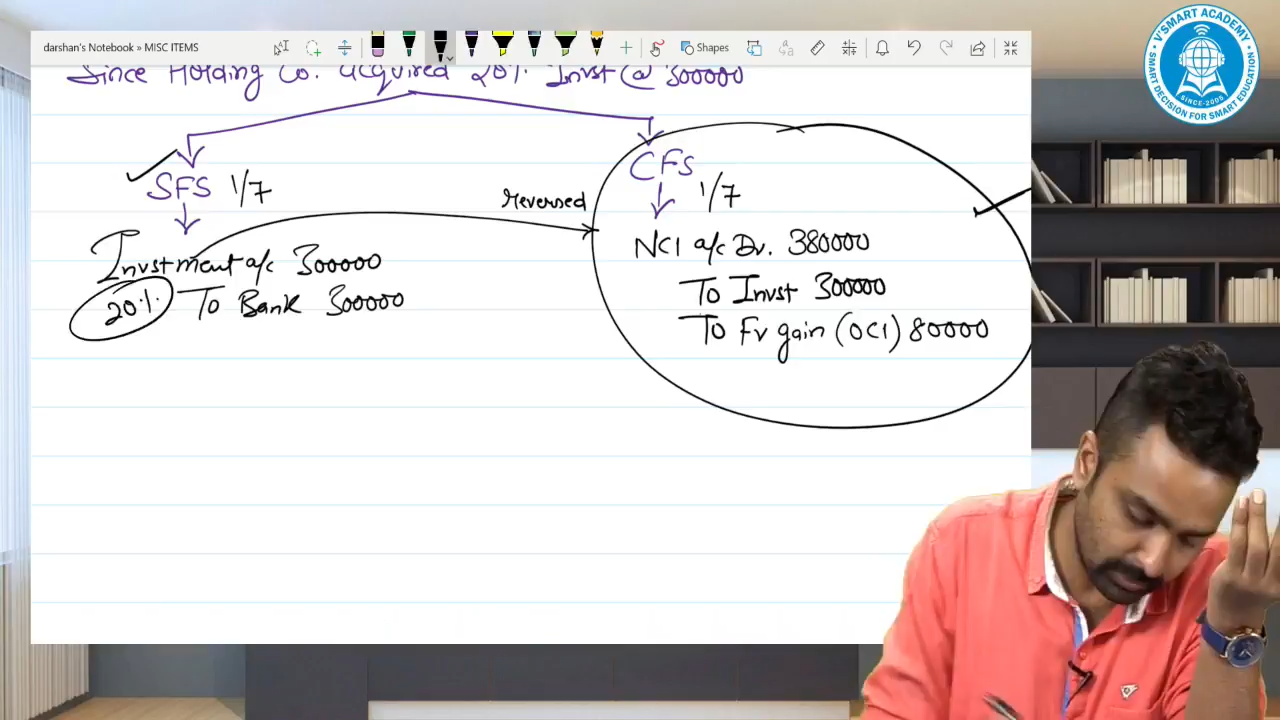 darshan's Notebook » MISC ITEMS
Shapes
Since Holding Co. acquired 20%. Invst @ 300000
SFS 1/7
CFS 1/7
reversed
Invstment a/c 300000
20%. To Bank 300000
NCI a/c Dr. 380000
To Invst 300000
To Fv gain (OCI) 80000
V'SMART ACADEMY
SINCE-2005
SMART DECISION FOR SMART EDUCATION